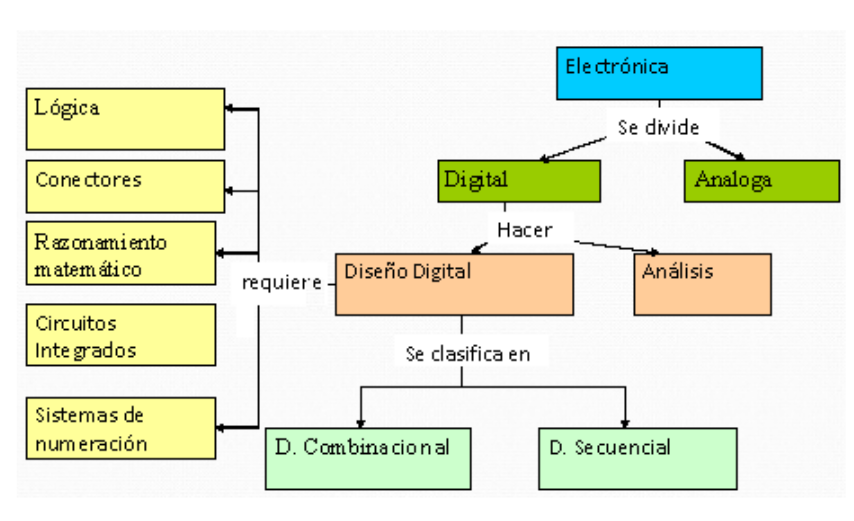 Electrónica
Se divide
Digital
Analoga
Hacer
Diseño Digital
Análisis
requiere
Lógica
Conectores
Razonamiento
matemático
Circuitos
Integrados
Sistemas de
numeración
Se clasifica en
D. Combinacional
D. Secuencial